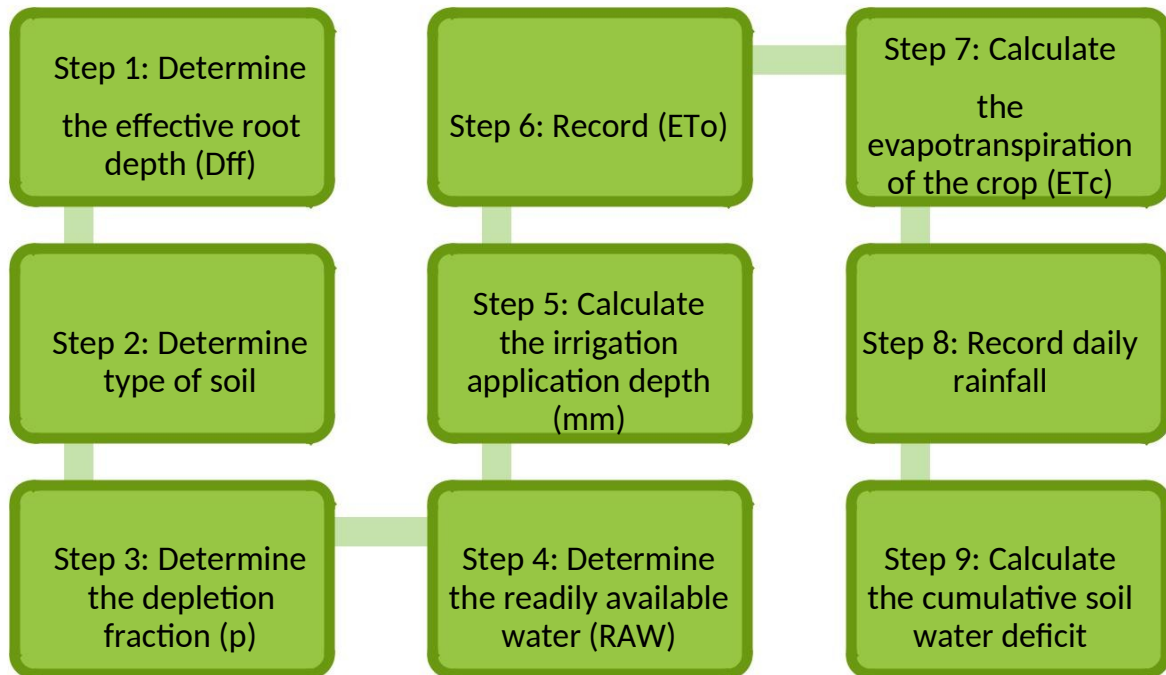 Step 1: Determine
the effective root
depth (Dff)
Step 2: Determine
type of soil
Step 3: Determine
the depletion
fraction (p)
Step 4: Determine
the readily available
water (RAW)
Step 5: Calculate
the irrigation
application depth
(mm)
Step 6: Record (ETo)
Step 7: Calculate
the
evapotranspiration
of the crop (ETc)
Step 8: Record daily
rainfall
Step 9: Calculate
the cumulative soil
water deficit